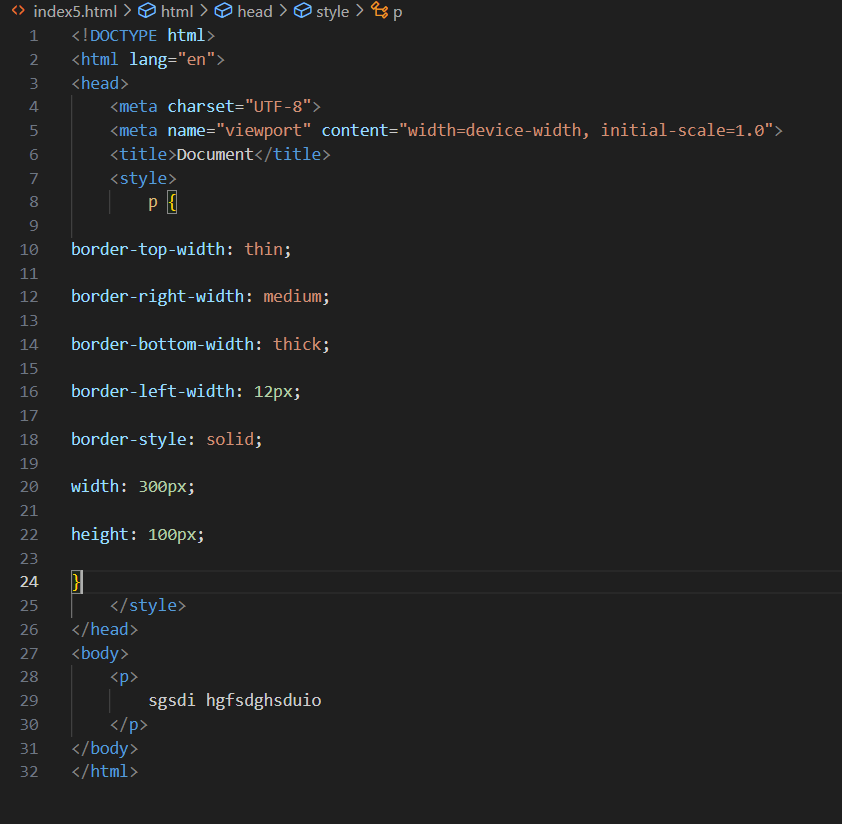 index5.html > html > head > style > p
1 <!DOCTYPE html>
2 <html lang="en">
3 <head>
4     <meta charset="UTF-8">
5     <meta name="viewport" content="width=device-width, initial-scale=1.0">
6     <title>Document</title>
7     <style>
8         p {
9
10 border-top-width: thin;
11
12 border-right-width: medium;
13
14 border-bottom-width: thick;
15
16 border-left-width: 12px;
17
18 border-style: solid;
19
20 width: 300px;
21
22 height: 100px;
23
24 }
25     </style>
26 </head>
27 <body>
28     <p>
29         sgsdi hgfsdghsduio
30     </p>
31 </body>
32 </html>